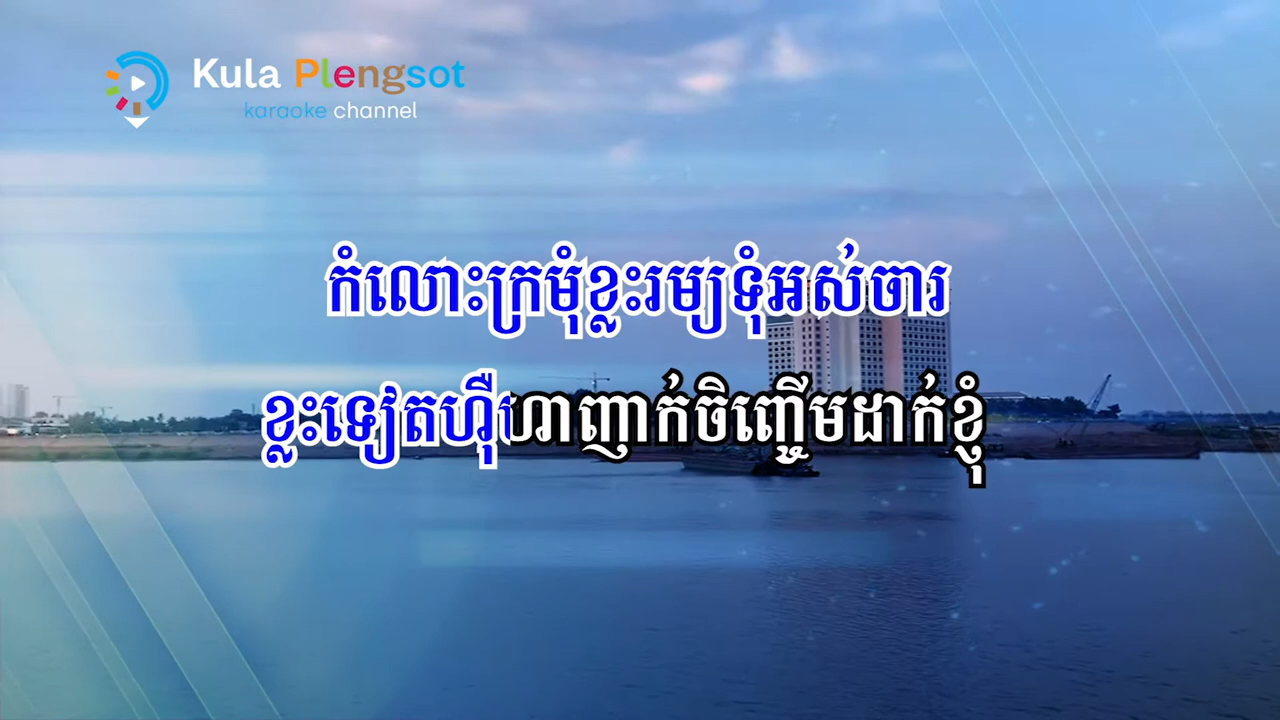 Kula Plengsot
karaoke channel
កំលោះក្រមុំខ្លះរម្យទុំអស់ចារ
ខ្លះទៀតហ៊ឺហាញាក់ចិញ្ចើមដាក់ខ្ញុំ